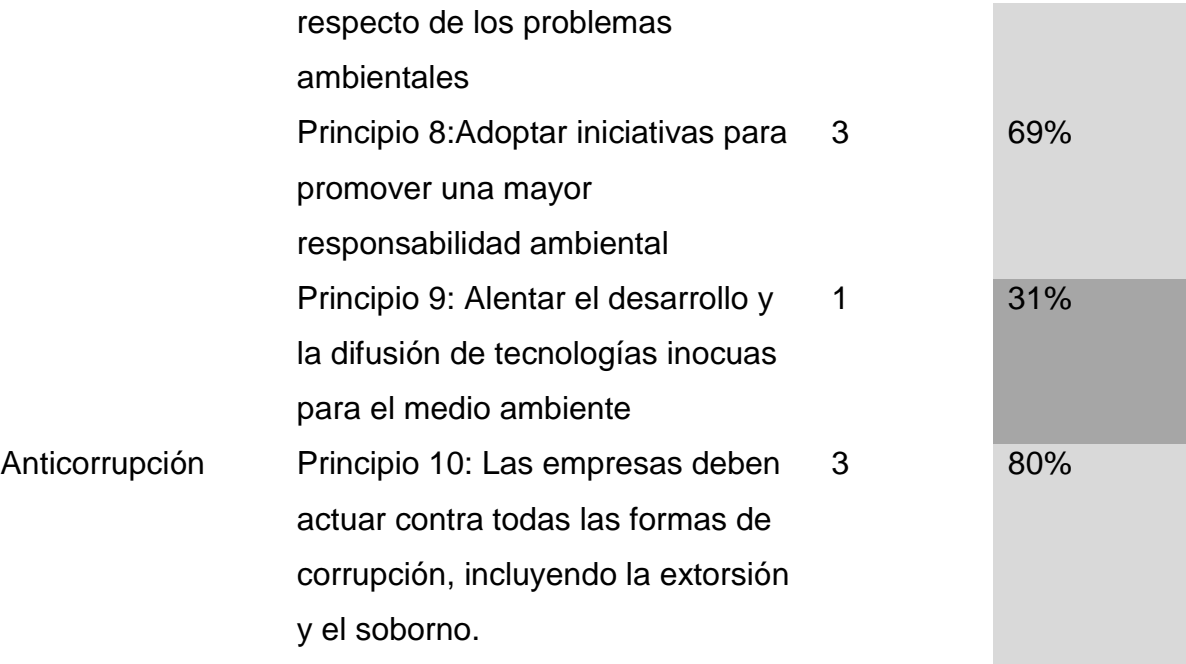 respecto de los problemas
ambientales
Principio 8:Adoptar iniciativas para 3 69%
promover una mayor
responsabilidad ambiental
Principio 9: Alentar el desarrollo y 1 31%
la difusión de tecnologías inocuas
para el medio ambiente
Anticorrupción Principio 10: Las empresas deben 3 80%
actuar contra todas las formas de
corrupción, incluyendo la extorsión
y el soborno.